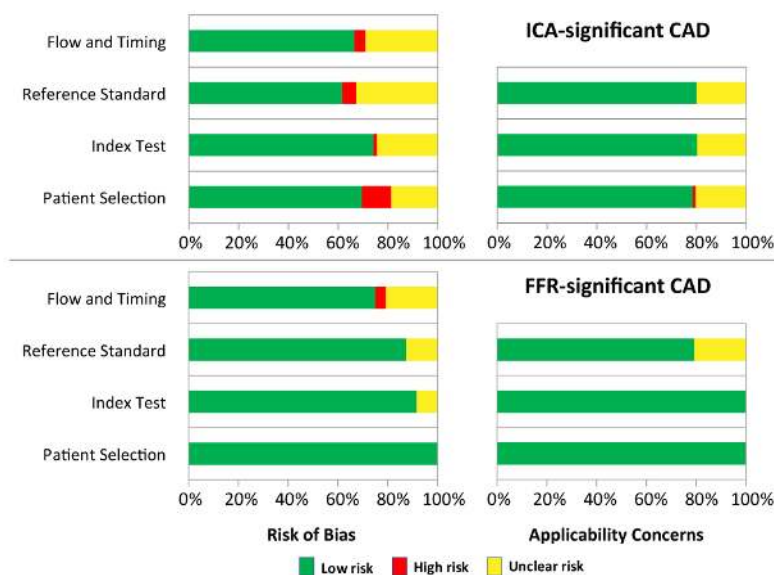 ICA-significant CAD
Flow and Timing
Reference Standard
Index Test
Patient Selection
0% 20% 40% 60% 80% 100% 0% 20% 40% 60% 80% 100%
FFR-significant CAD
Flow and Timing
Reference Standard
Index Test
Patient Selection
0% 20% 40% 60% 80% 100% 0% 20% 40% 60% 80% 100%
Risk of Bias Applicability Concerns
Low risk High risk Unclear risk